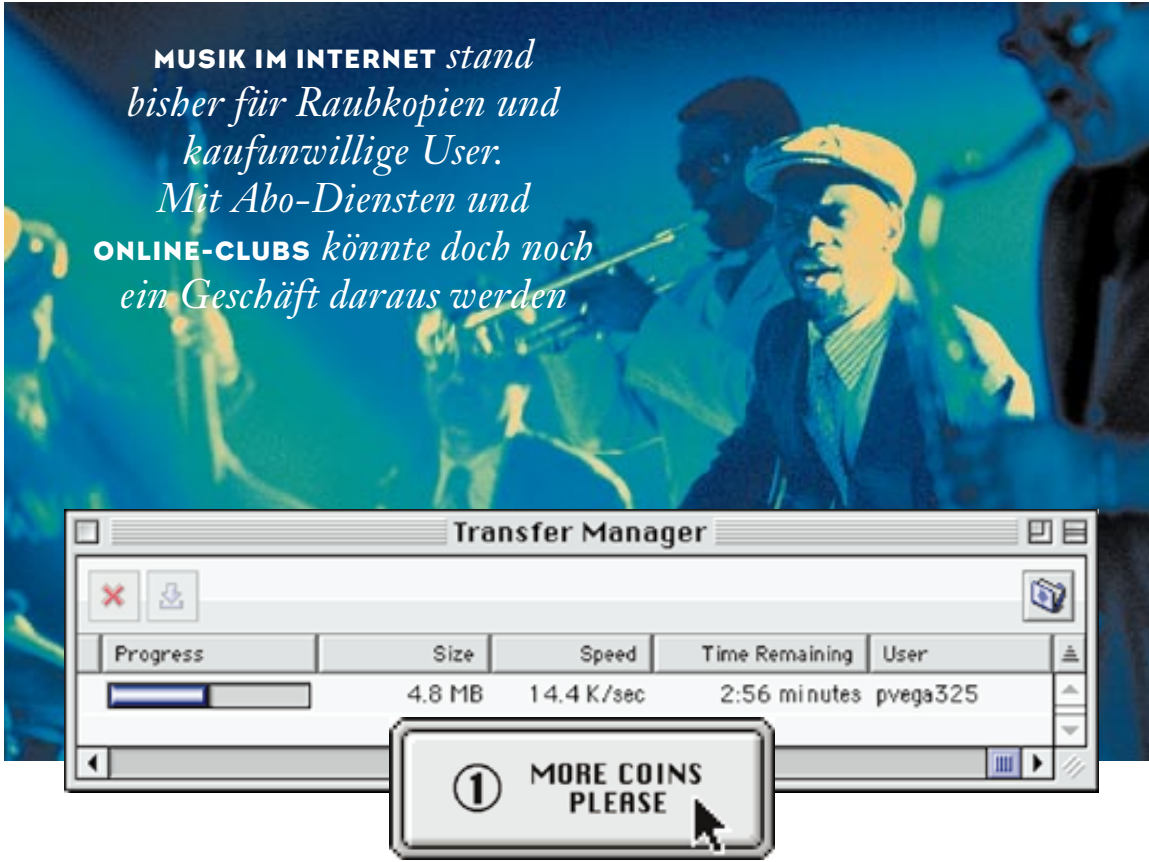 MUSIK IM INTERNET stand
bisher für Raubkopien und
kaufunwillige User.
Mit Abo-Diensten und
ONLINE-CLUBS könnte doch noch
ein Geschäft daraus werden
Transfer Manager
Progress Size Speed Time Remaining User
4.8 MB 14.4 K/sec 2:56 minutes pvega325
1 MORE COINS
PLEASE